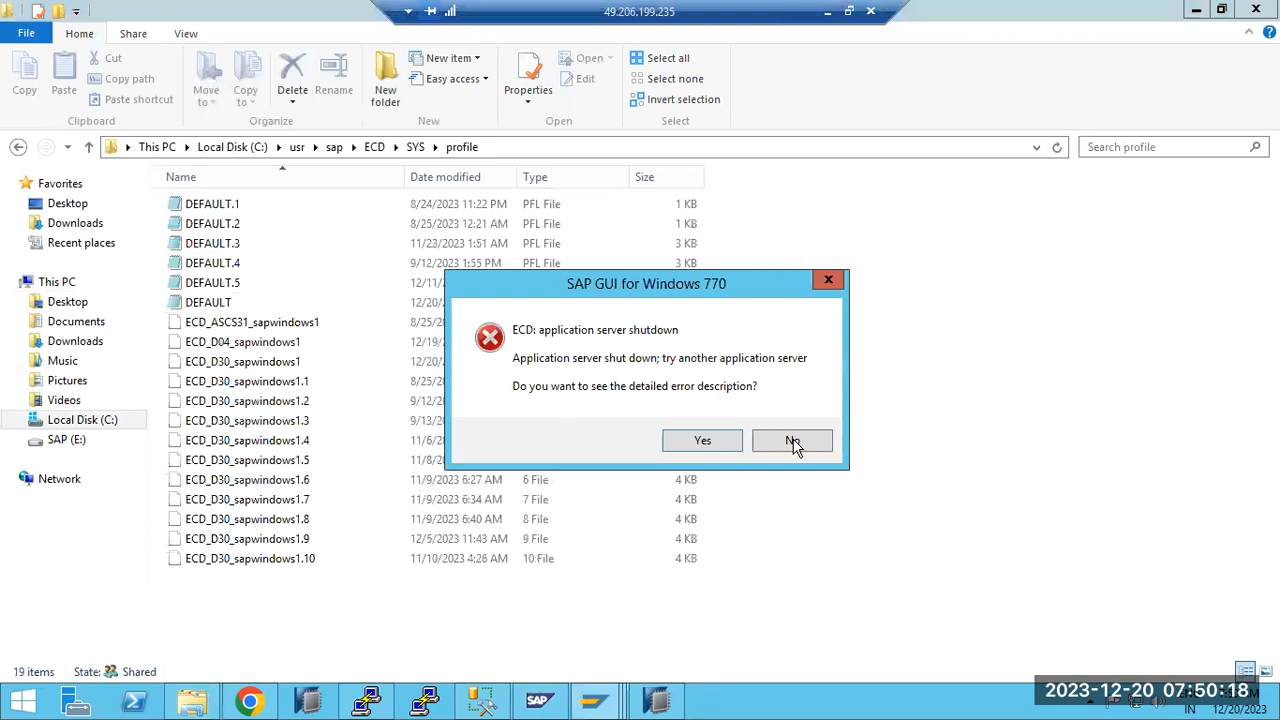 49.206.199.235
File
Home
Share
View
Copy
Paste
Cut
Copy path
Paste shortcut
Clipboard
Move to
Copy to
Delete
Rename
Organize
New folder
New item
Easy access
New
Properties
Open
Edit
Open
Select all
Select none
Invert selection
Select
This PC
Local Disk (C:)
usr
sap
ECD
SYS
profile
Search profile
Favorites
Desktop
Downloads
Recent places
This PC
Desktop
Documents
Downloads
Music
Pictures
Videos
Local Disk (C:)
SAP (E:)
Network
Name Date modified Type Size
DEFAULT.1 8/24/2023 11:22 PM PFL File 1 KB
DEFAULT.2 8/25/2023 12:21 AM PFL File 1 KB
DEFAULT.3 11/23/2023 1:51 AM PFL File 3 KB
DEFAULT.4 9/12/2023 1:55 PM PFL File 3 KB
DEFAULT.5 12/11/
DEFAULT 12/20/
ECD_ASCS31_sapwindows1 8/25/20
ECD_D04_sapwindows1 12/19/
ECD_D30_sapwindows1 12/20/
ECD_D30_sapwindows1.1 8/25/20
ECD_D30_sapwindows1.2 9/12/
ECD_D30_sapwindows1.3 9/13/
ECD_D30_sapwindows1.4 11/6/
ECD_D30_sapwindows1.5 11/8/
ECD_D30_sapwindows1.6 11/9/2023 6:27 AM 6 File 4 KB
ECD_D30_sapwindows1.7 11/9/2023 6:34 AM 7 File 4 KB
ECD_D30_sapwindows1.8 11/9/2023 6:40 AM 8 File 4 KB
ECD_D30_sapwindows1.9 12/5/2023 11:43 AM 9 File 4 KB
ECD_D30_sapwindows1.10 11/10/2023 4:26 AM 10 File 4 KB
SAP GUI for Windows 770
ECD: application server shutdown
Application server shut down; try another application server
Do you want to see the detailed error description?
Yes
No
19 items State: Shared
SAP
2023-12-20 07:50:18
IN 12/20/2023